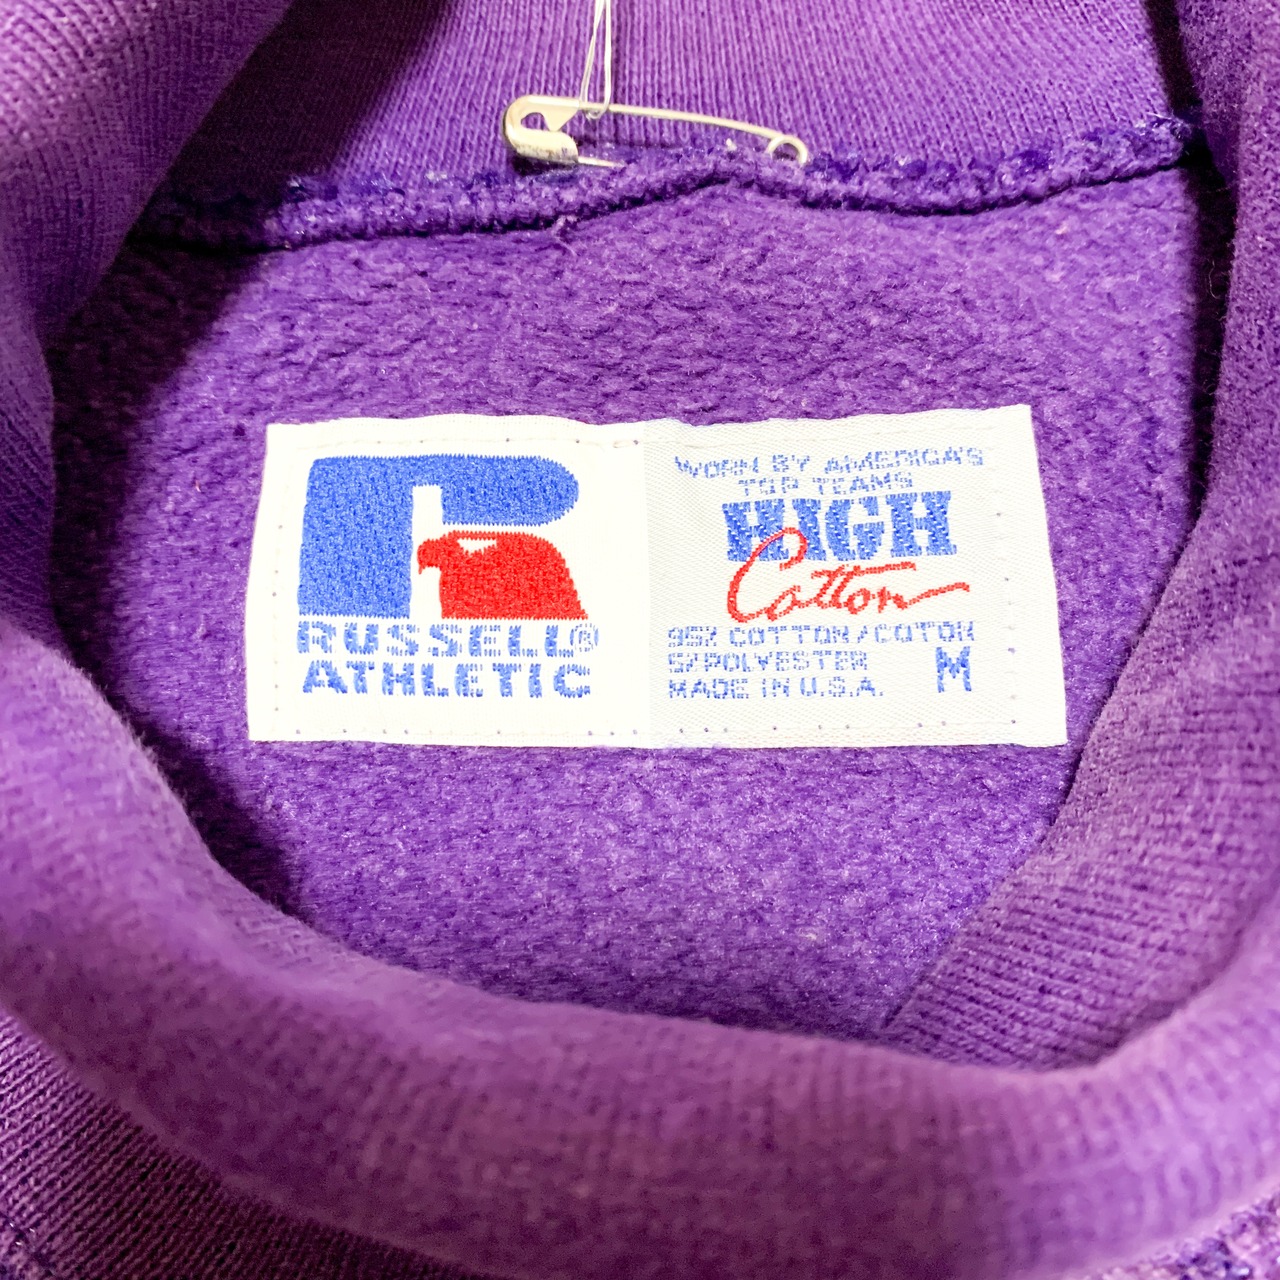 RUSSELL®
ATHLETIC
WORN BY AMERICA'S
TOP TEAMS
HIGH
Cotton
95% COTTON/COTON
5% POLYESTER
MADE IN U.S.A.
M